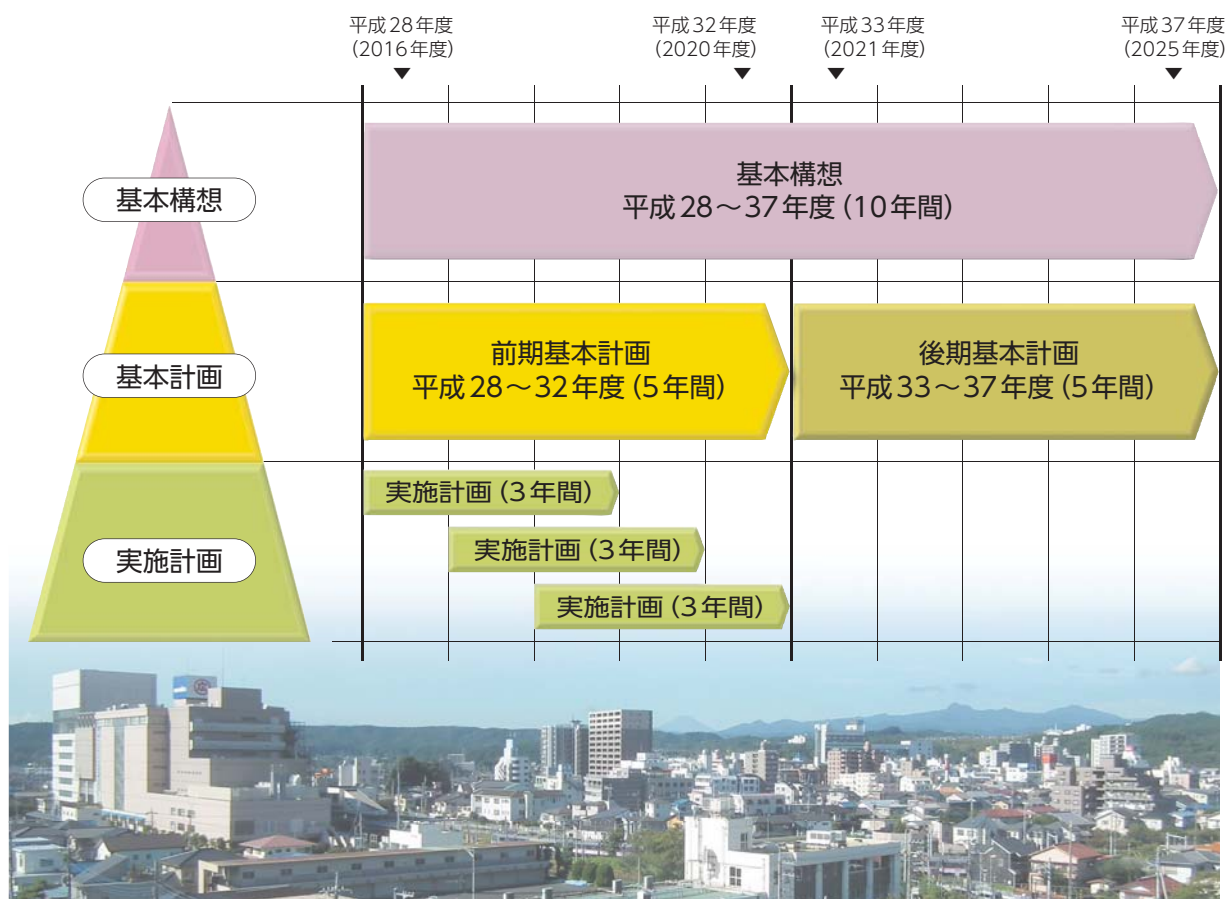 平成28年度
(2016年度)
平成32年度
(2020年度)
平成33年度
(2021年度)
平成37年度
(2025年度)
基本構想
基本構想
平成28～37年度(10年間)
基本計画
前期基本計画
平成28～32年度(5年間)
後期基本計画
平成33～37年度(5年間)
実施計画
実施計画(3年間)
実施計画(3年間)
実施計画(3年間)